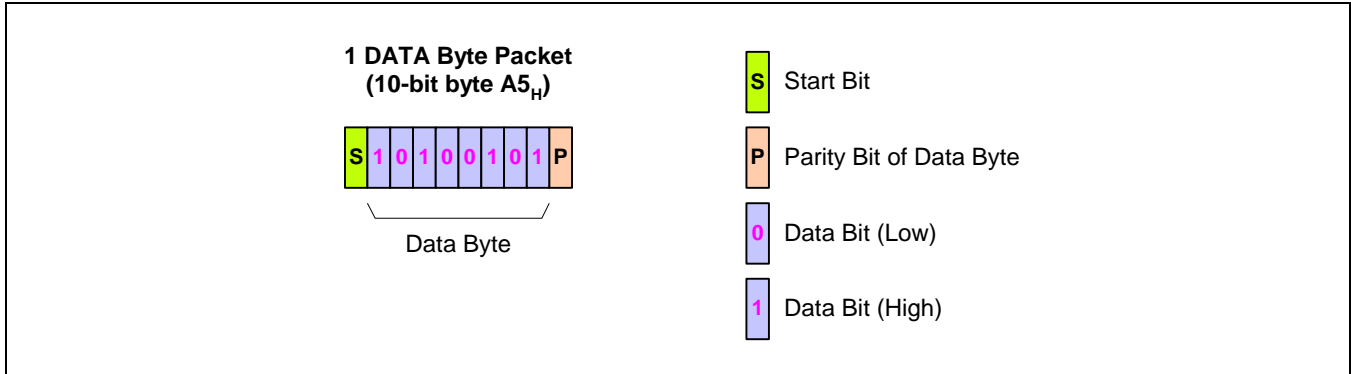 1 DATA Byte Packet
(10-bit byte A5H)
S 1 0 1 0 0 1 0 1 P
Data Byte
S Start Bit
P Parity Bit of Data Byte
0 Data Bit (Low)
1 Data Bit (High)